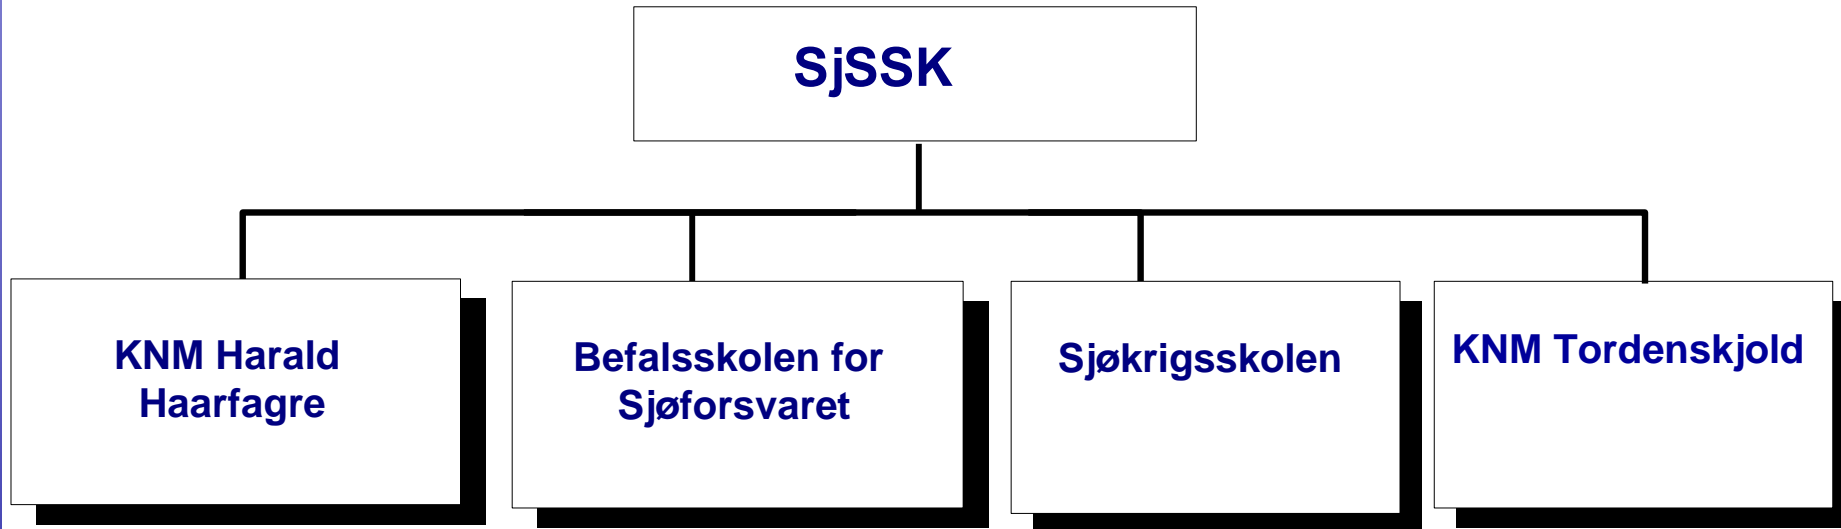 SjSSK
KNM Harald
Haarfagre
Befalsskolen for
Sjøforsvaret
Sjøkrigsskolen
KNM Tordenskjold